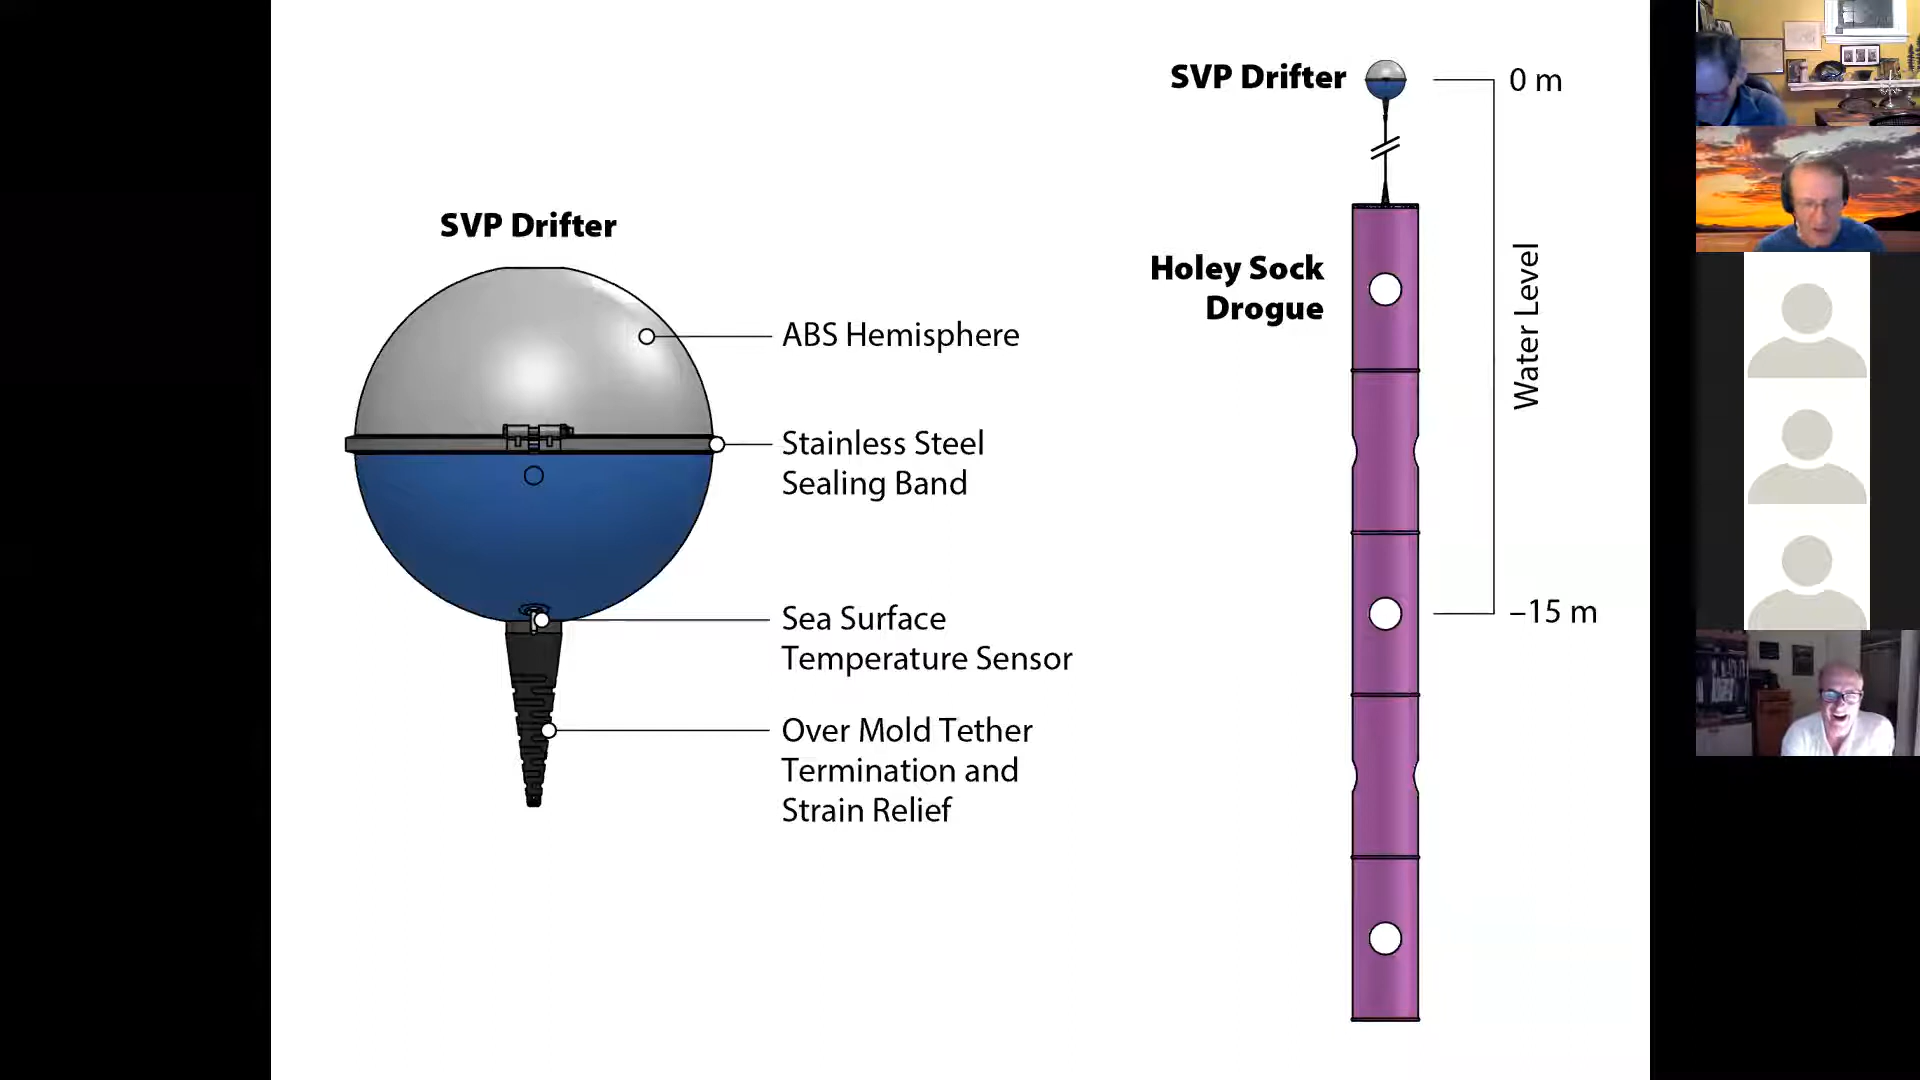 SVP Drifter
ABS Hemisphere
Stainless Steel
Sealing Band
Sea Surface
Temperature Sensor
Over Mold Tether
Termination and
Strain Relief
SVP Drifter
0 m
Holey Sock
Drogue
Water Level
–15 m